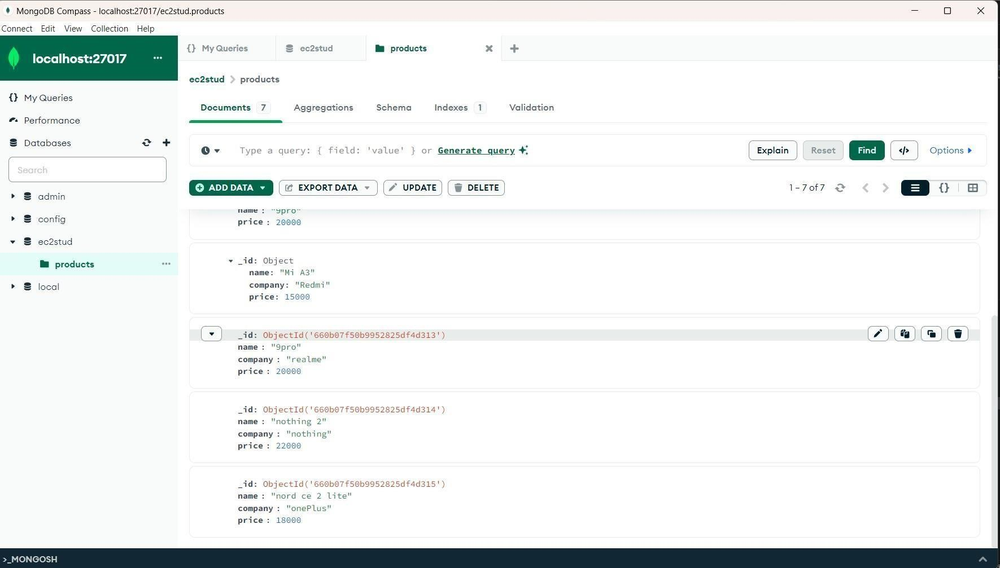 MongoDB Compass - localhost:27017/ec2stud.products
Connect Edit View Collection Help
localhost:27017
My Queries
Performance
Databases
Search
admin
config
ec2stud
products
local
{} My Queries ec2stud products
ec2stud > products
Documents 7 Aggregations Schema Indexes 1 Validation
Type a query: { field: 'value' } or Generate query
Explain Reset Find </> Options
ADD DATA EXPORT DATA UPDATE DELETE
1 – 7 of 7 {}
name : "9pro"
price : 20000
_id: Object
name: "Mi A3"
company: "Redmi"
price: 15000
_id: ObjectId('660b07f50b9952825df4d313')
name : "9pro"
company : "realme"
price : 20000
_id: ObjectId('660b07f50b9952825df4d314')
name : "nothing 2"
company : "nothing"
price : 22000
_id: ObjectId('660b07f50b9952825df4d315')
name : "nord ce 2 lite"
company : "onePlus"
price : 18000
>_MONGOSH